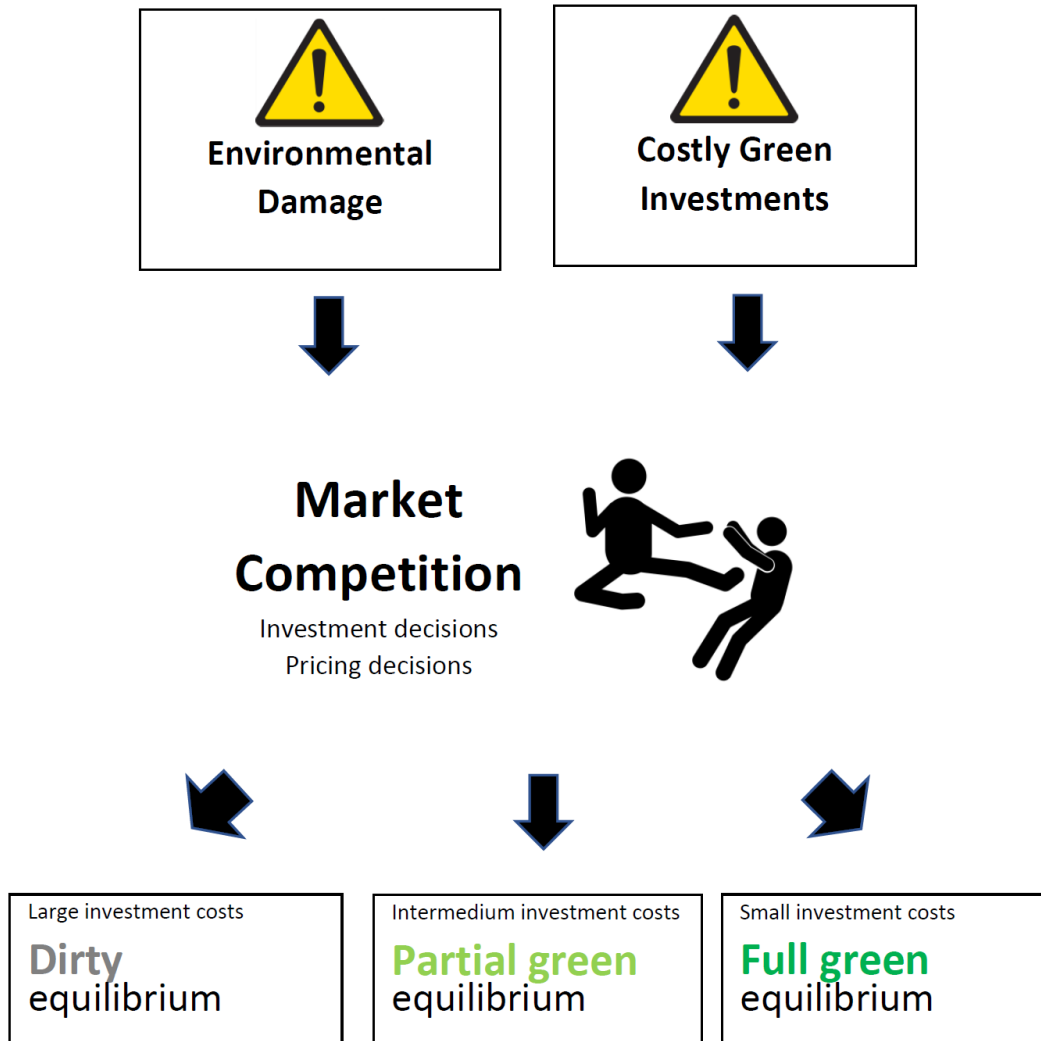 Environmental
Damage
Costly Green
Investments
Market
Competition
Investment decisions
Pricing decisions
Large investment costs
Dirty
equilibrium
Intermedium investment costs
Partial green
equilibrium
Small investment costs
Full green
equilibrium